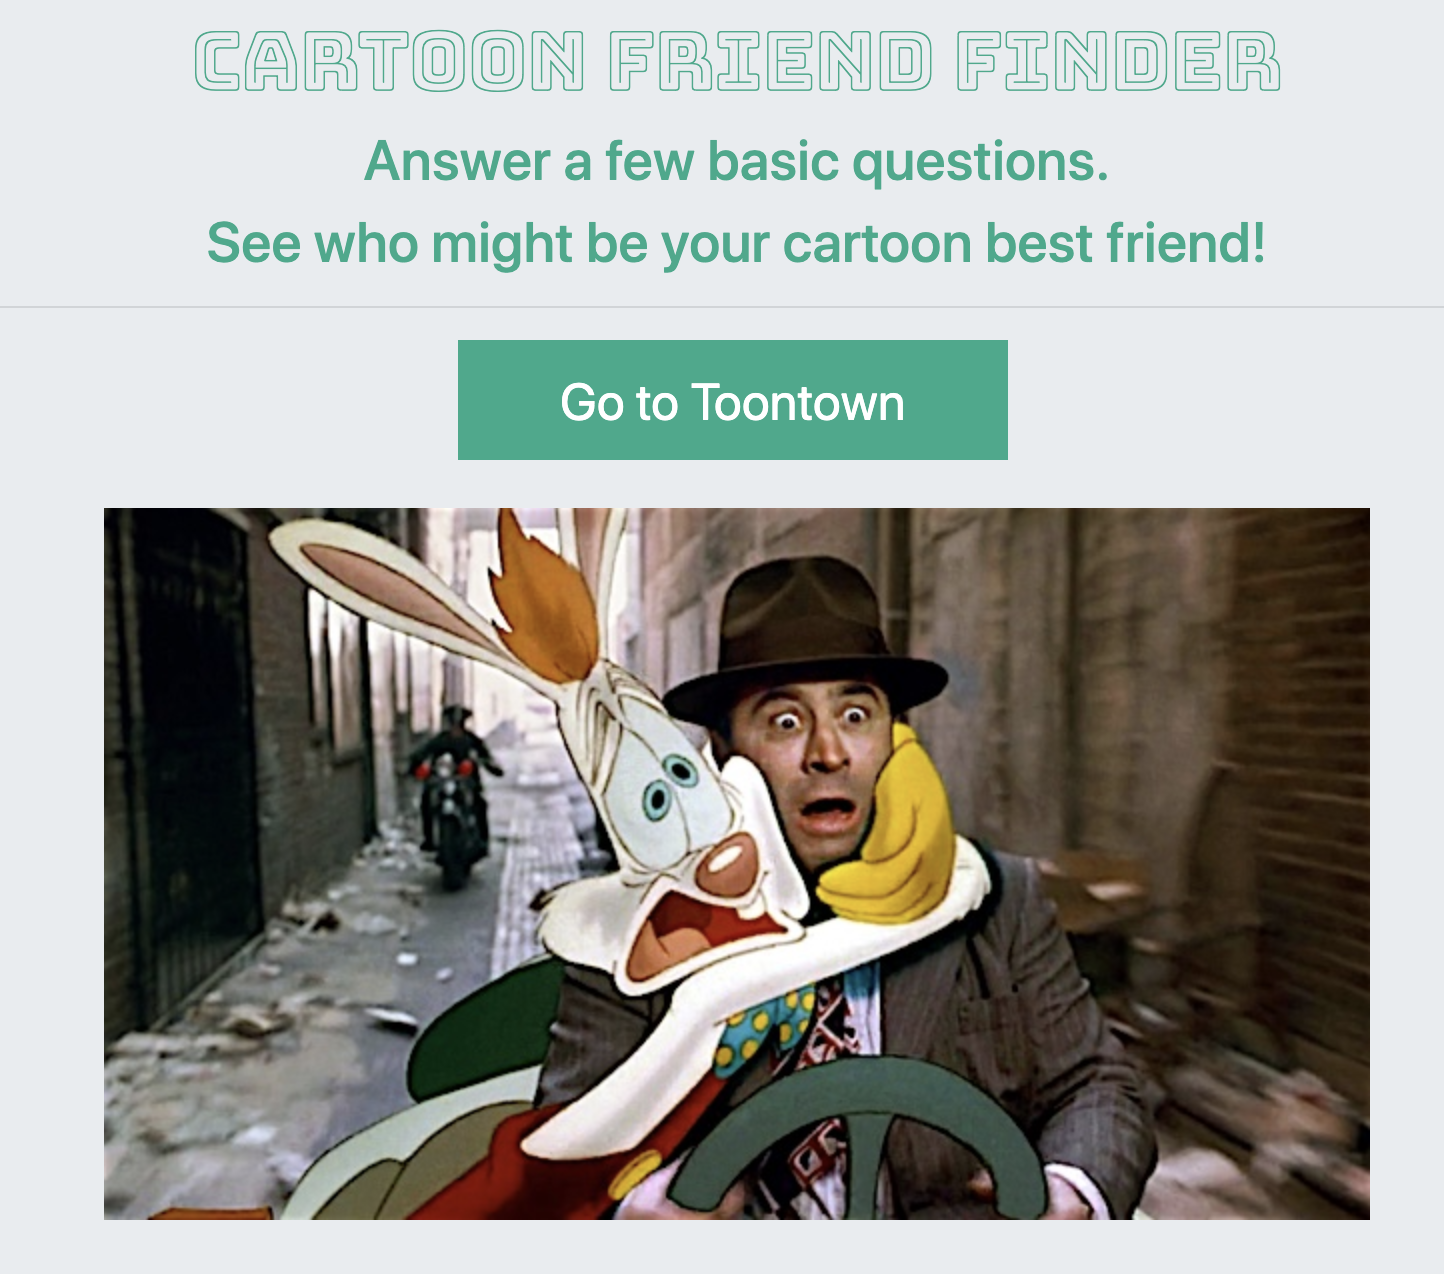 CARTOON FRIEND FINDER
Answer a few basic questions.
See who might be your cartoon best friend!
Go to Toontown